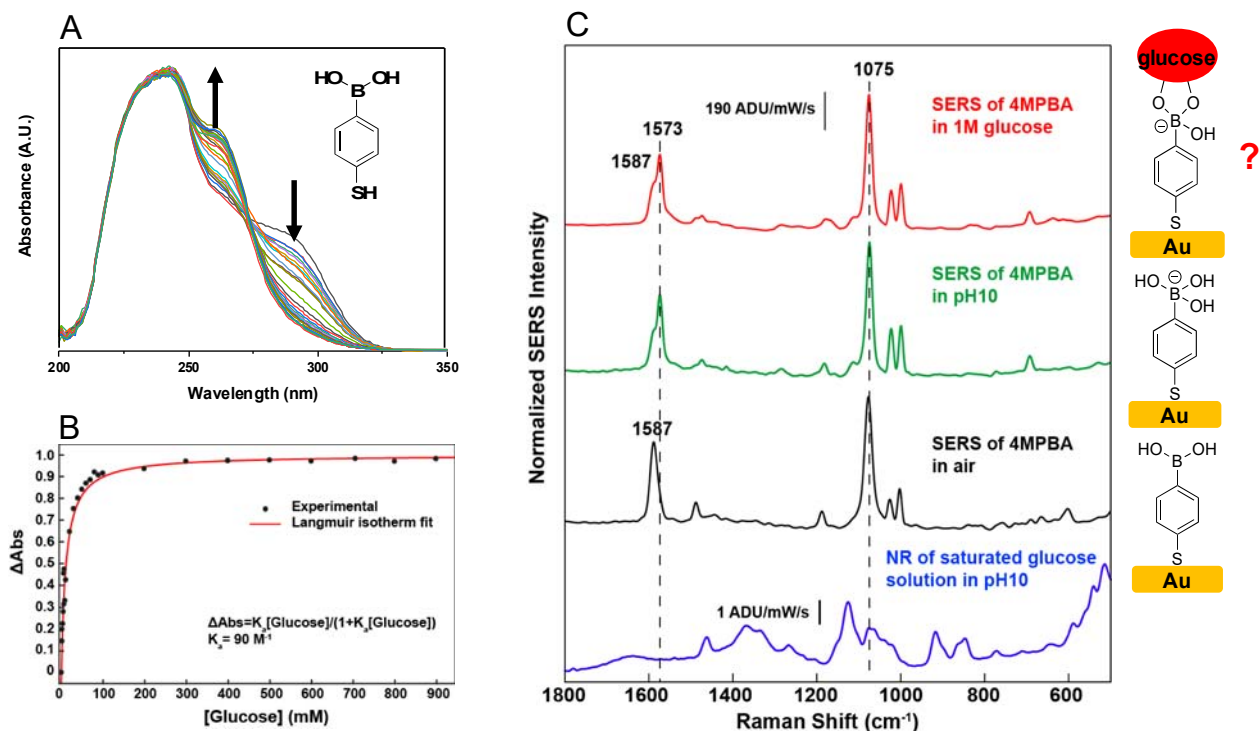 A
Absorbance (A.U.)
HO OH
B
SH
200 250 300 350
Wavelength (nm)
B
ΔAbs
1.0
0.9
0.8
0.7
0.6
0.5
0.4
0.3
0.2
0.1
0
Experimental
Langmuir isotherm fit
ΔAbs=Kₐ[Glucose]/(1+Kₐ[Glucose])
Kₐ= 90 M⁻¹
0 100 200 300 400 500 600 700 800 900
[Glucose] (mM)
C
Normalized SERS Intensity
1075
190 ADU/mW/s
SERS of 4MPBA
in 1M glucose
1573
1587
SERS of 4MPBA
in pH10
1587
SERS of 4MPBA
in air
NR of saturated glucose
solution in pH10
1 ADU/mW/s
1800 1600 1400 1200 1000 800 600
Raman Shift (cm⁻¹)
glucose
O O
B
⊖
OH
?
S
Au
⊖
HO OH
B
OH
S
Au
HO OH
B
S
Au